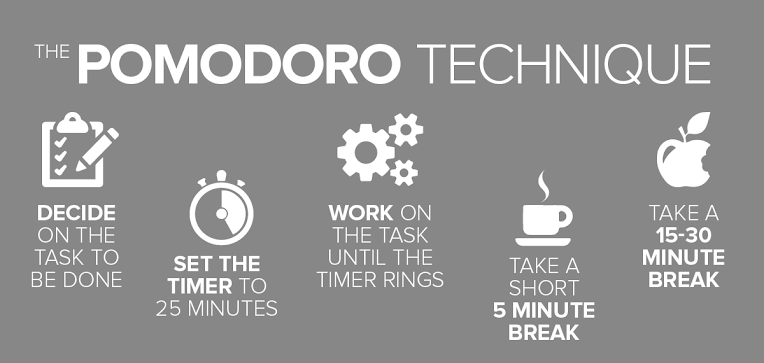 THE POMODORO TECHNIQUE
DECIDE
ON THE
TASK TO
BE DONE
SET THE
TIMER TO
25 MINUTES
WORK ON
THE TASK
UNTIL THE
TIMER RINGS
TAKE A
SHORT
5 MINUTE
BREAK
TAKE A
15-30
MINUTE
BREAK